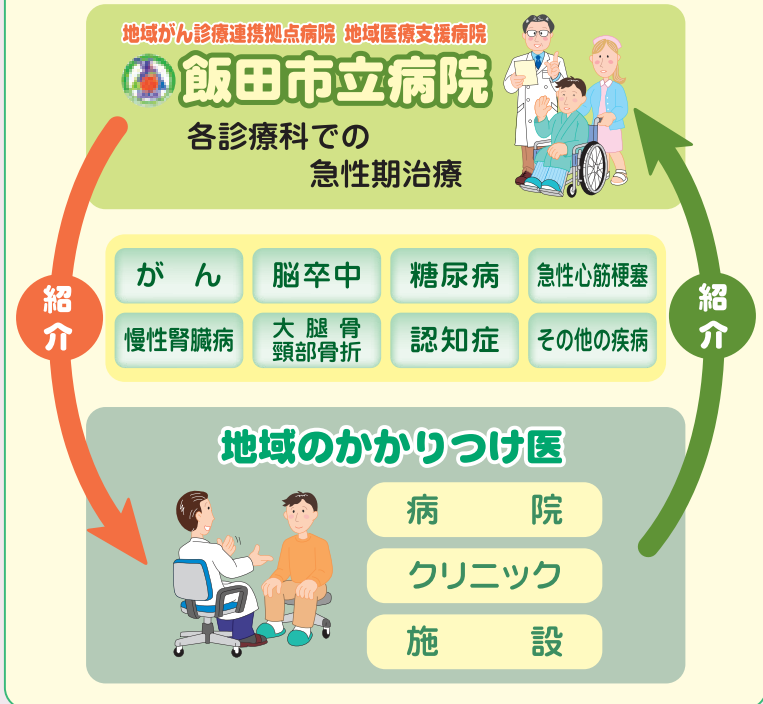 地域がん診療連携拠点病院 地域医療支援病院
飯田市立病院
各診療科での
急性期治療
紹介
紹介
がん
脳卒中
糖尿病
急性心筋梗塞
慢性腎臓病
大腿骨
頸部骨折
認知症
その他の疾病
地域のかかりつけ医
病院
クリニック
施設